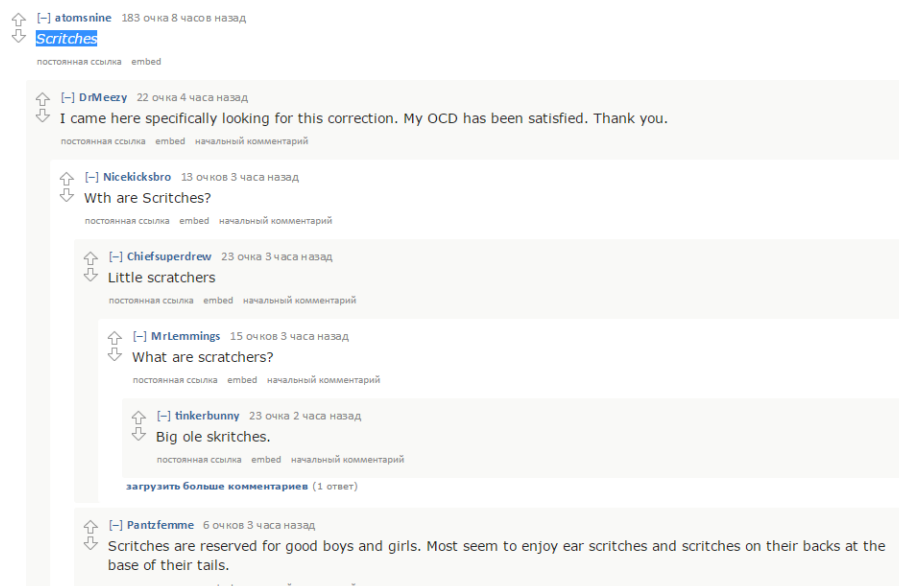 [–] atomsnine 183 очка 8 часов назад
Scritches
постоянная ссылка embed
[–] DrMeezy 22 очка 4 часа назад
I came here specifically looking for this correction. My OCD has been satisfied. Thank you.
постоянная ссылка embed начальный комментарий
[–] Nicekicksbro 13 очков 3 часа назад
Wth are Scritches?
постоянная ссылка embed начальный комментарий
[–] Chiefsuperdrew 23 очка 3 часа назад
Little scratchers
постоянная ссылка embed начальный комментарий
[–] MrLemmings 15 очков 3 часа назад
What are scratchers?
постоянная ссылка embed начальный комментарий
[–] tinkerbunny 23 очка 2 часа назад
Big ole skritches.
постоянная ссылка embed начальный комментарий
загрузить больше комментариев (1 ответ)
[–] Pantzfemme 6 очков 3 часа назад
Scritches are reserved for good boys and girls. Most seem to enjoy ear scritches and scritches on their backs at the
base of their tails.